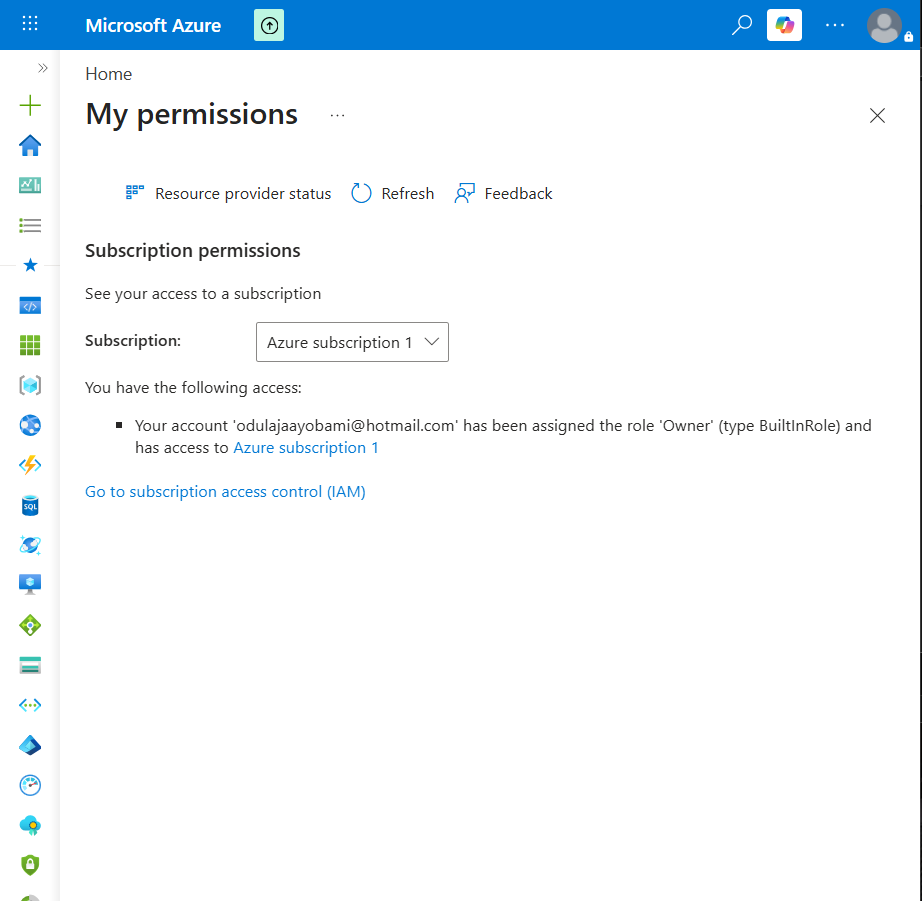 Microsoft Azure
Home
My permissions
Resource provider status
Refresh
Feedback
Subscription permissions
See your access to a subscription
Subscription:
Azure subscription 1
You have the following access:
Your account 'odulajaayobami@hotmail.com' has been assigned the role 'Owner' (type BuiltInRole) and
has access to Azure subscription 1
Go to subscription access control (IAM)
SQL